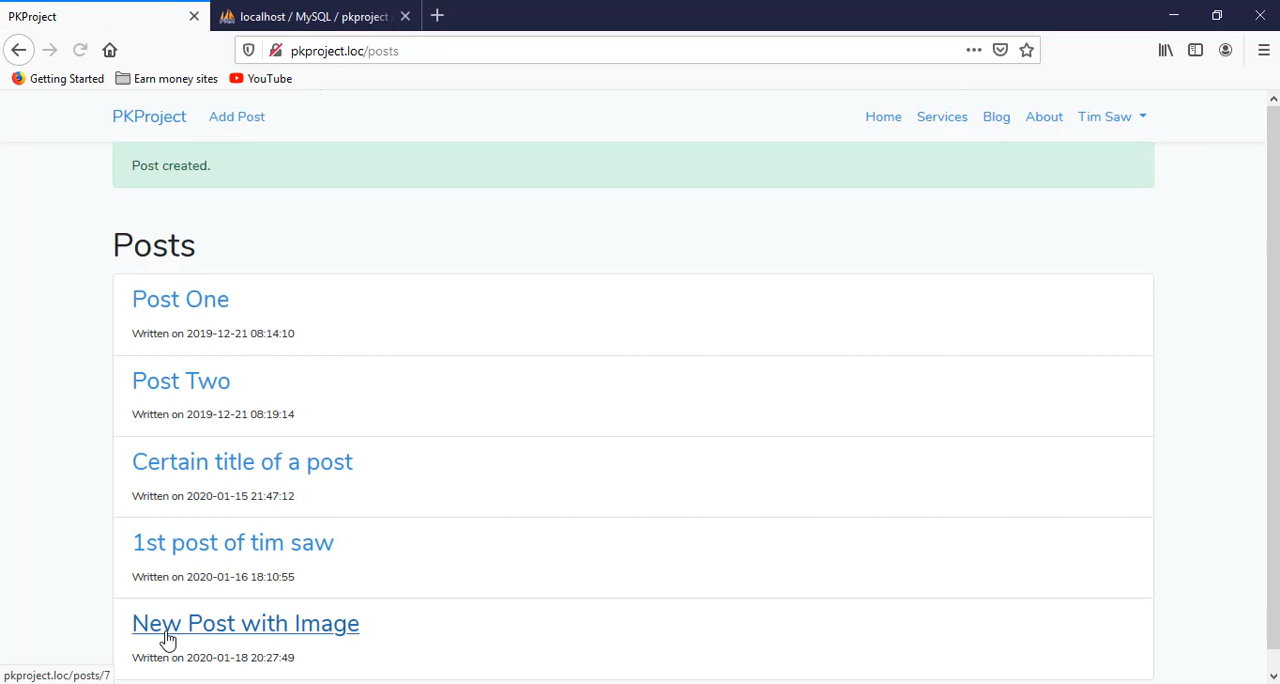 PKProject
localhost / MySQL / pkproject
pkproject.loc/posts
Getting Started Earn money sites YouTube
PKProject Add Post Home Services Blog About Tim Saw
Post created.
Posts
Post One
Written on 2019-12-21 08:14:10
Post Two
Written on 2019-12-21 08:19:14
Certain title of a post
Written on 2020-01-15 21:47:12
1st post of tim saw
Written on 2020-01-16 18:10:55
New Post with Image
Written on 2020-01-18 20:27:49
pkproject.loc/posts/7